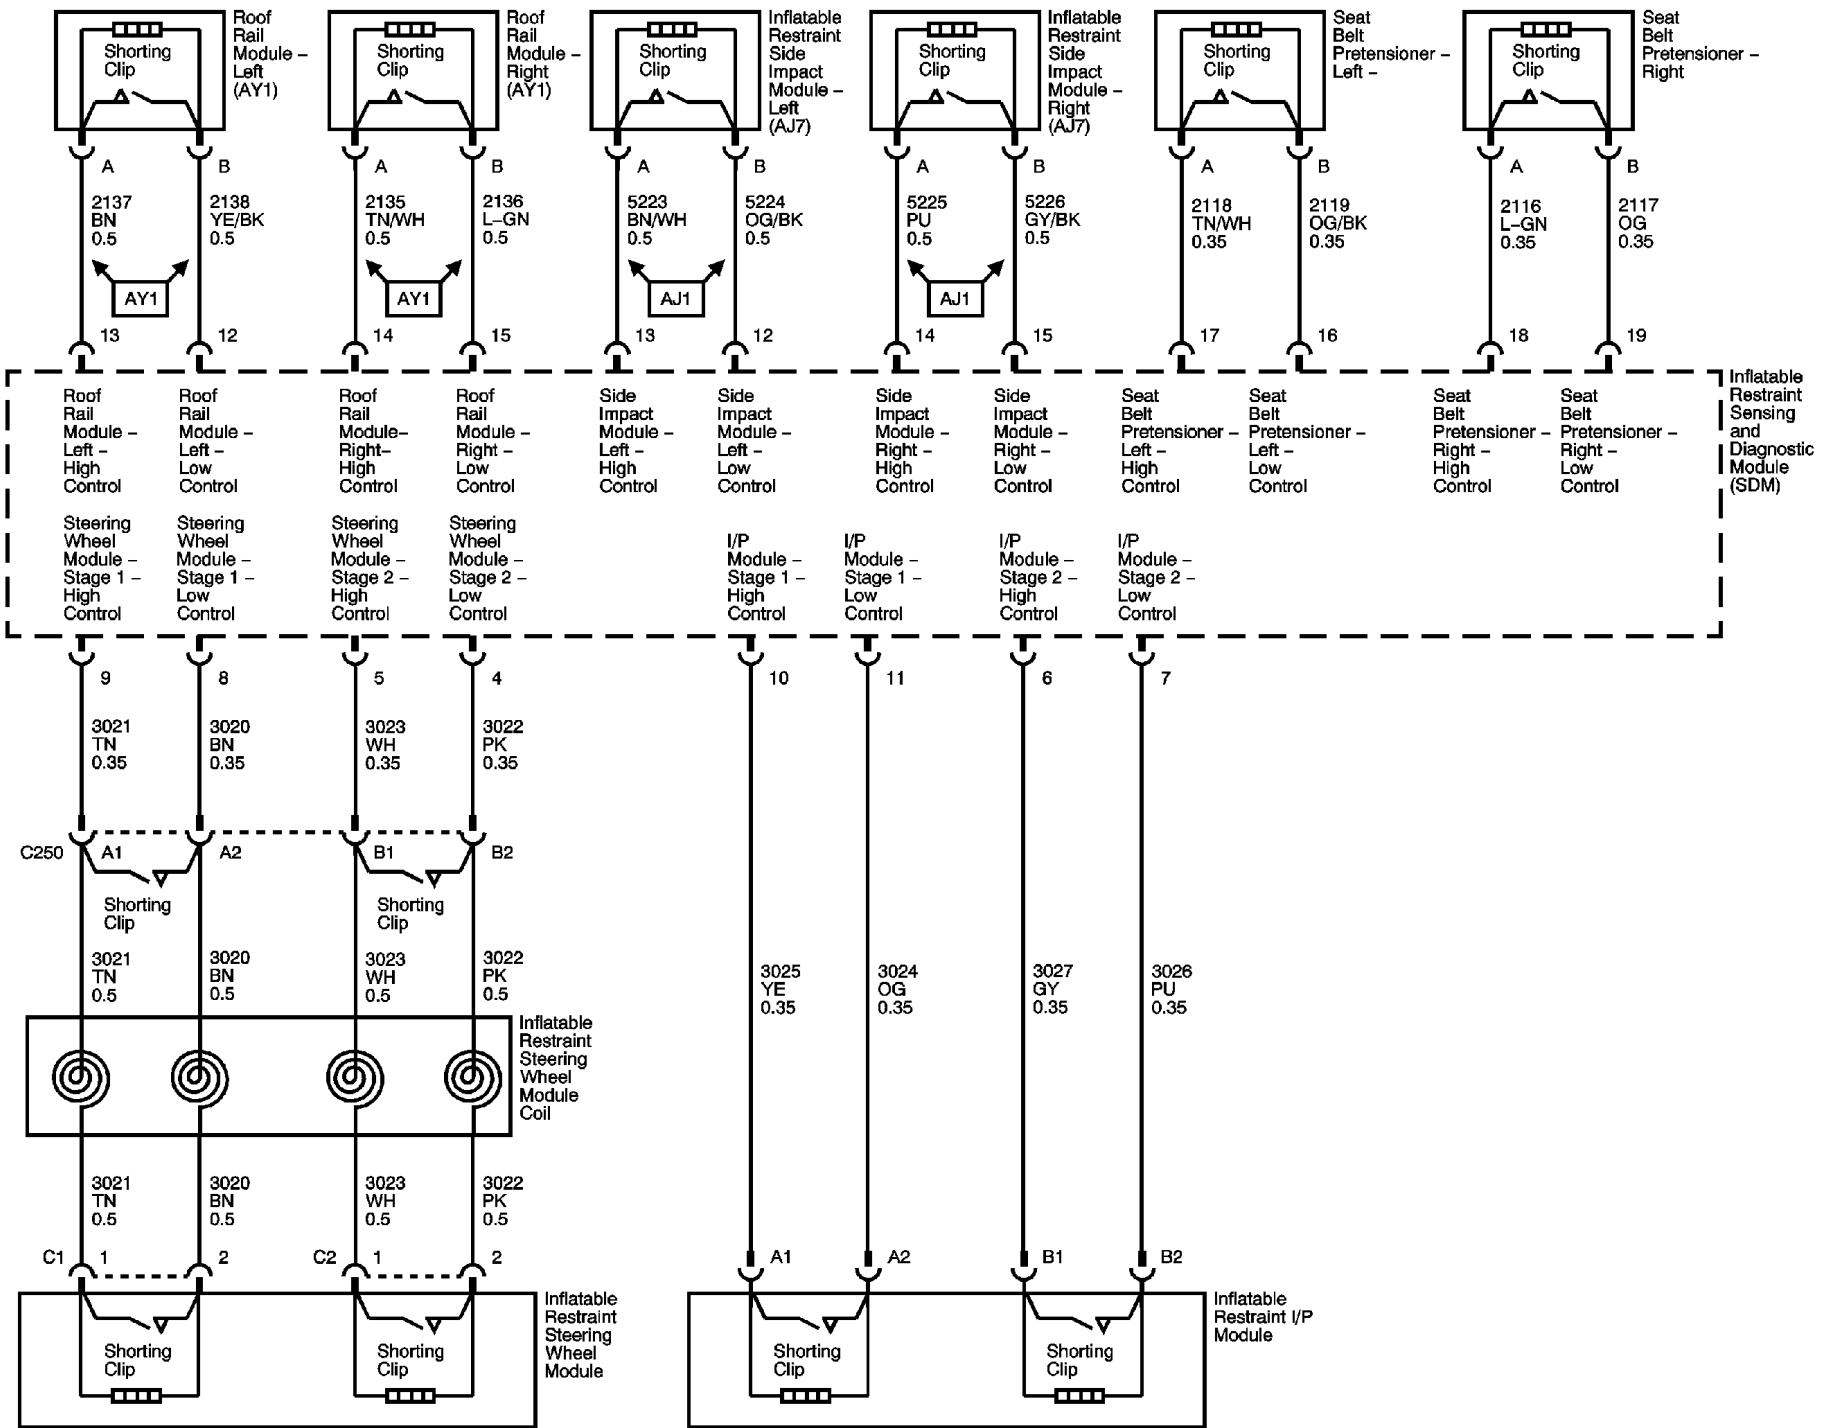 Roof
Rail
Module –
Left
(AY1)
Shorting
Clip
Roof
Rail
Module –
Right
(AY1)
Shorting
Clip
Inflatable
Restraint
Side
Impact
Module –
Left
(AJ7)
Shorting
Clip
Inflatable
Restraint
Side
Impact
Module –
Right
(AJ7)
Shorting
Clip
Seat
Belt
Pretensioner –
Left –
Shorting
Clip
Seat
Belt
Pretensioner –
Right
Shorting
Clip
A B A B A B A B A B A B
2137
BN
0.5
2138
YE/BK
0.5
2135
TN/WH
0.5
2136
L–GN
0.5
5223
BN/WH
0.5
5224
OG/BK
0.5
5225
PU
0.5
5226
GY/BK
0.5
2118
TN/WH
0.35
2119
OG/BK
0.35
2116
L–GN
0.35
2117
OG
0.35
AY1 AY1 AJ1 AJ1
13 12 14 15 13 12 14 15 17 16 18 19
Inflatable
Restraint
Sensing
and
Diagnostic
Module
(SDM)
Roof
Rail
Module –
Left –
High
Control
Roof
Rail
Module –
Left –
Low
Control
Roof
Rail
Module–
Right–
High
Control
Roof
Rail
Module –
Right –
Low
Control
Side
Impact
Module –
Left –
High
Control
Side
Impact
Module –
Left –
Low
Control
Side
Impact
Module –
Right –
High
Control
Side
Impact
Module –
Right –
Low
Control
Seat
Belt
Pretensioner –
Left –
High
Control
Seat
Belt
Pretensioner –
Left –
Low
Control
Seat
Belt
Pretensioner –
Right –
High
Control
Seat
Belt
Pretensioner –
Right –
Low
Control
Steering
Wheel
Module –
Stage 1 –
High
Control
Steering
Wheel
Module –
Stage 1 –
Low
Control
Steering
Wheel
Module –
Stage 2 –
High
Control
Steering
Wheel
Module –
Stage 2 –
Low
Control
I/P
Module –
Stage 1 –
High
Control
I/P
Module –
Stage 1 –
Low
Control
I/P
Module –
Stage 2 –
High
Control
I/P
Module –
Stage 2 –
Low
Control
9 8 5 4 10 11 6 7
3021
TN
0.35
3020
BN
0.35
3023
WH
0.35
3022
PK
0.35
C250 A1 A2 B1 B2
Shorting
Clip
Shorting
Clip
3021
TN
0.5
3020
BN
0.5
3023
WH
0.5
3022
PK
0.5
3025
YE
0.35
3024
OG
0.35
3027
GY
0.35
3026
PU
0.35
Inflatable
Restraint
Steering
Wheel
Module
Coil
3021
TN
0.5
3020
BN
0.5
3023
WH
0.5
3022
PK
0.5
C1 1 2 C2 1 2 A1 A2 B1 B2
Shorting
Clip
Shorting
Clip
Inflatable
Restraint
Steering
Wheel
Module
Shorting
Clip
Shorting
Clip
Inflatable
Restraint I/P
Module